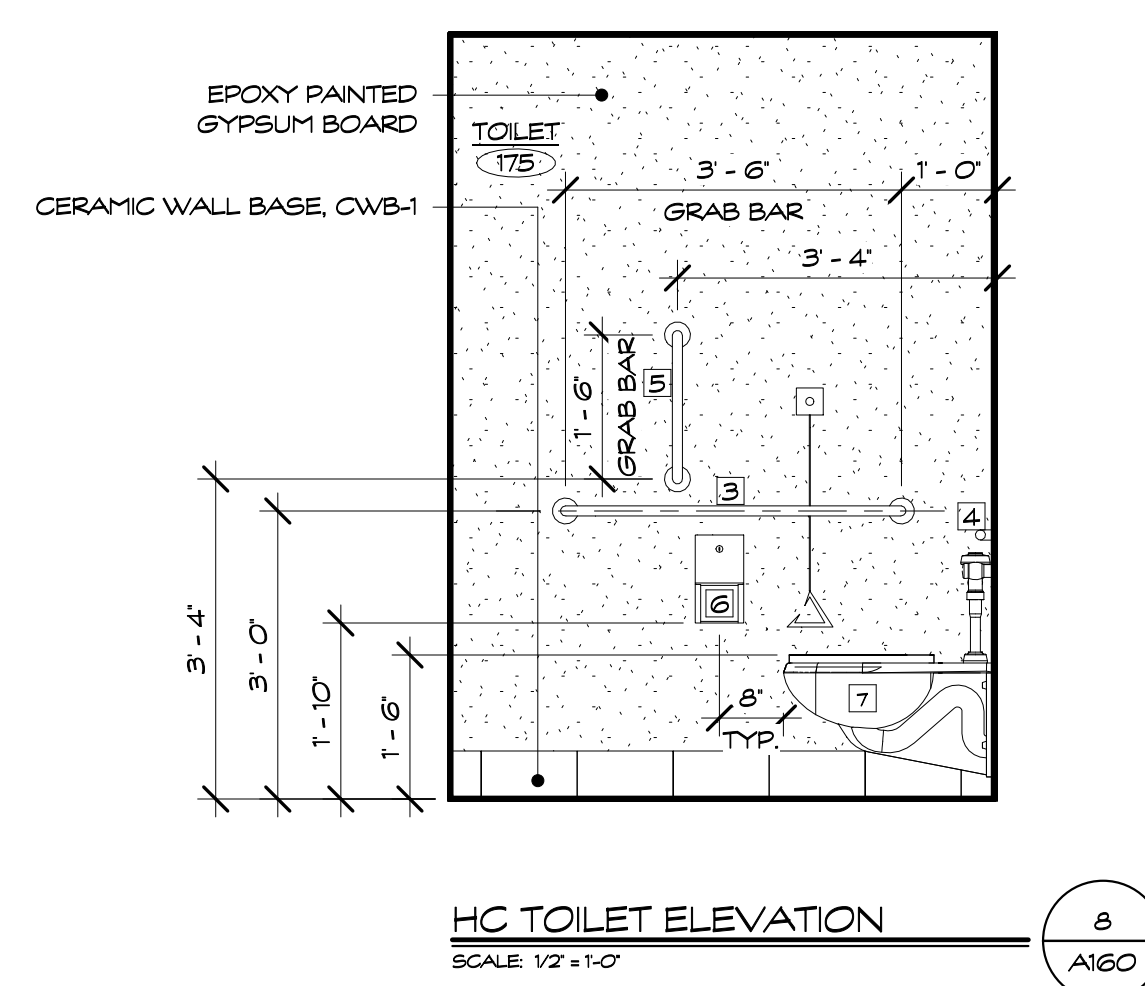 EPOXY PAINTED
GYPSUM BOARD
TOILET
175
3' - 6"
1' - 0"
CERAMIC WALL BASE, CWB-1
GRAB BAR
3' - 4"
1' - 6"
GRAB BAR
5
3
4
6
3' - 4"
3' - 0"
1' - 10"
1' - 6"
8"
TYP.
7
HC TOILET ELEVATION
SCALE: 1/2" = 1'-0"
8
A160